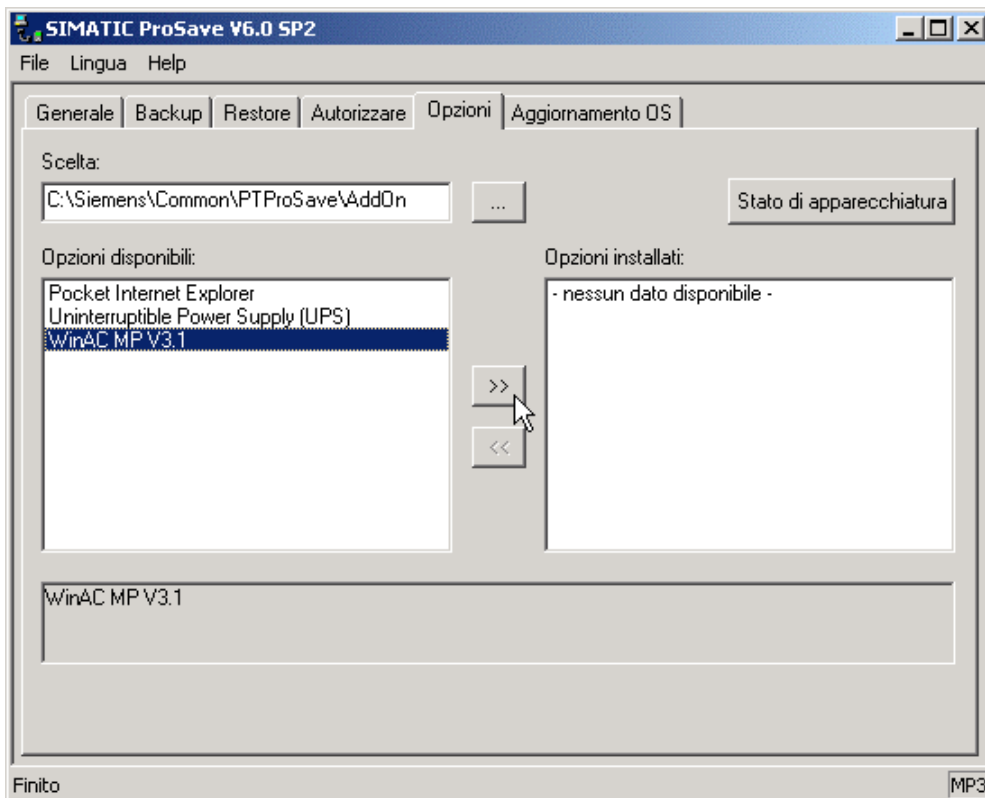 SIMATIC ProSave V6.0 SP2
File Lingua Help
Generale Backup Restore Autorizzare Opzioni Aggiornamento OS
Scelta:
C:\Siemens\Common\PTProSave\AddOn
...
Stato di apparecchiatura
Opzioni disponibili:
Opzioni installati:
Pocket Internet Explorer
Uninterruptible Power Supply (UPS)
WinAC MP V3.1
- nessun dato disponibile -
>>
<<
WinAC MP V3.1
Finito
MP3